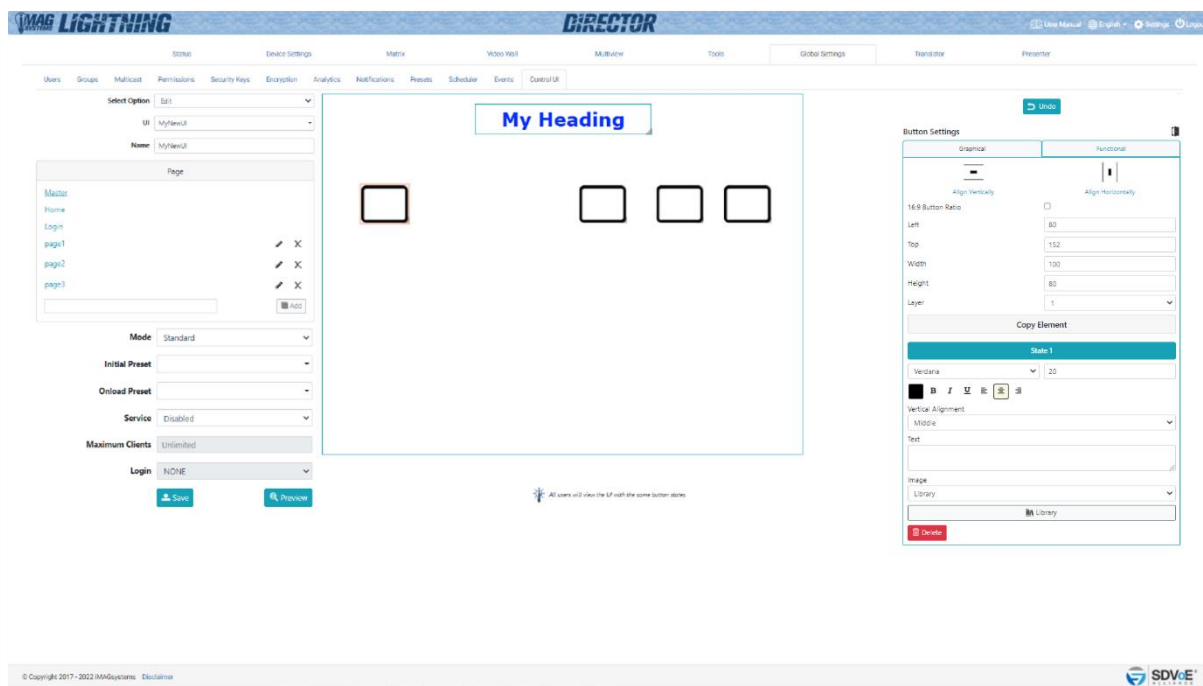 IMAG SYSTEMS LIGHTNING DIRECTOR User Manual English Settings Logout
Status Device Settings Matrix Video Wall Multiview Tools Global Settings Translator Presenter
Users Groups Multicast Permissions Security Keys Encryption Analytics Notifications Presets Scheduler Events Control UI
Select Option Edit
UI MyNewUI
Name MyNewUI
Page
Master
Home
Login
page1
page2
page3
Add
Mode Standard
Initial Preset
Onload Preset
Service Disabled
Maximum Clients Unlimited
Login NONE
Save Preview
My Heading
All users will view the UI with the same button states
Undo
Button Settings
Graphical Functional
Align Vertically Align Horizontally
16:9 Button Ratio
Left 80
Top 152
Width 100
Height 80
Layer 1
Copy Element
State 1
Verdana 20
B I U
Vertical Alignment
Middle
Text
Image
Library
Library
Delete
© Copyright 2017 - 2022 IMAGsystems Disclaimer
SDVoE
ALLIANCE